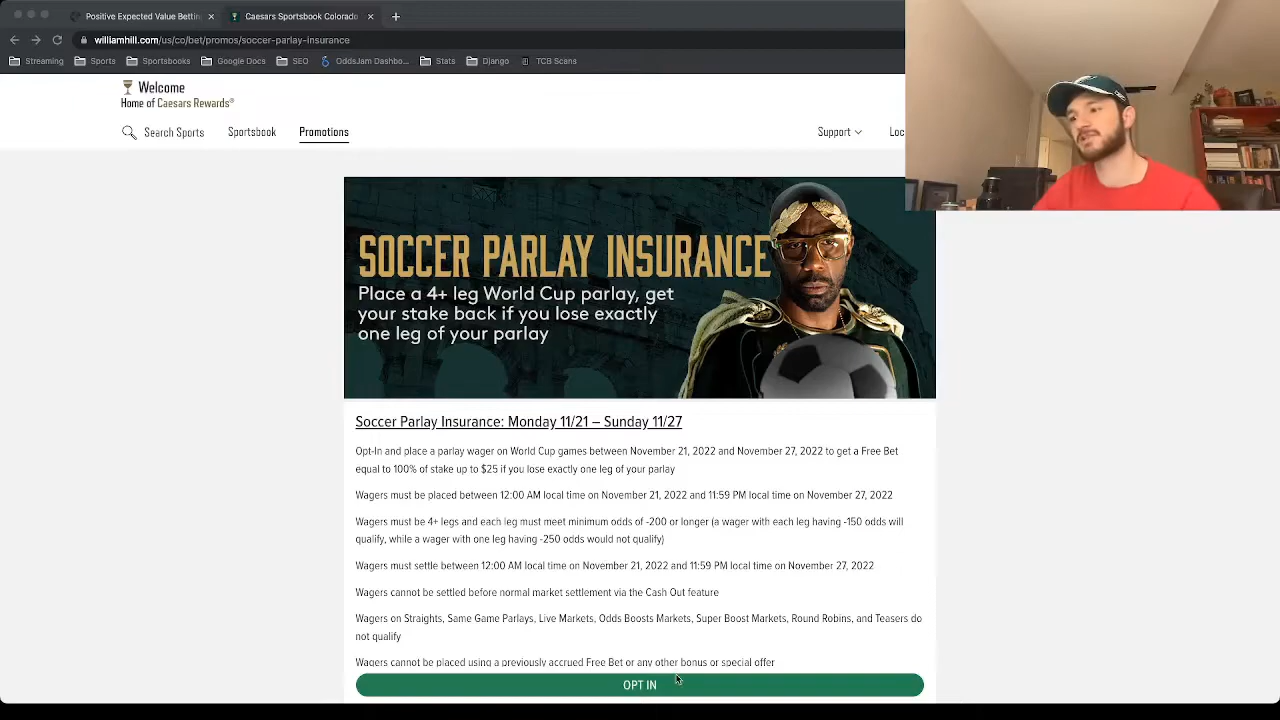 Positive Expected Value Bettin
Caesars Sportsbook Colorado
williamhill.com/us/co/bet/promos/soccer-parlay-insurance
Streaming Sports Sportsbooks Google Docs SEO OddsJam Dashbo... Stats Django TCB Scans
Welcome
Home of Caesars Rewards®
Search Sports Sportsbook Promotions Support Loc
SOCCER PARLAY INSURANCE
Place a 4+ leg World Cup parlay, get
your stake back if you lose exactly
one leg of your parlay
Soccer Parlay Insurance: Monday 11/21 – Sunday 11/27
Opt-In and place a parlay wager on World Cup games between November 21, 2022 and November 27, 2022 to get a Free Bet
equal to 100% of stake up to $25 if you lose exactly one leg of your parlay
Wagers must be placed between 12:00 AM local time on November 21, 2022 and 11:59 PM local time on November 27, 2022
Wagers must be 4+ legs and each leg must meet minimum odds of -200 or longer (a wager with each leg having -150 odds will
qualify, while a wager with one leg having -250 odds would not qualify)
Wagers must settle between 12:00 AM local time on November 21, 2022 and 11:59 PM local time on November 27, 2022
Wagers cannot be settled before normal market settlement via the Cash Out feature
Wagers on Straights, Same Game Parlays, Live Markets, Odds Boosts Markets, Super Boost Markets, Round Robins, and Teasers do
not qualify
Wagers cannot be placed using a previously accrued Free Bet or any other bonus or special offer
OPT IN